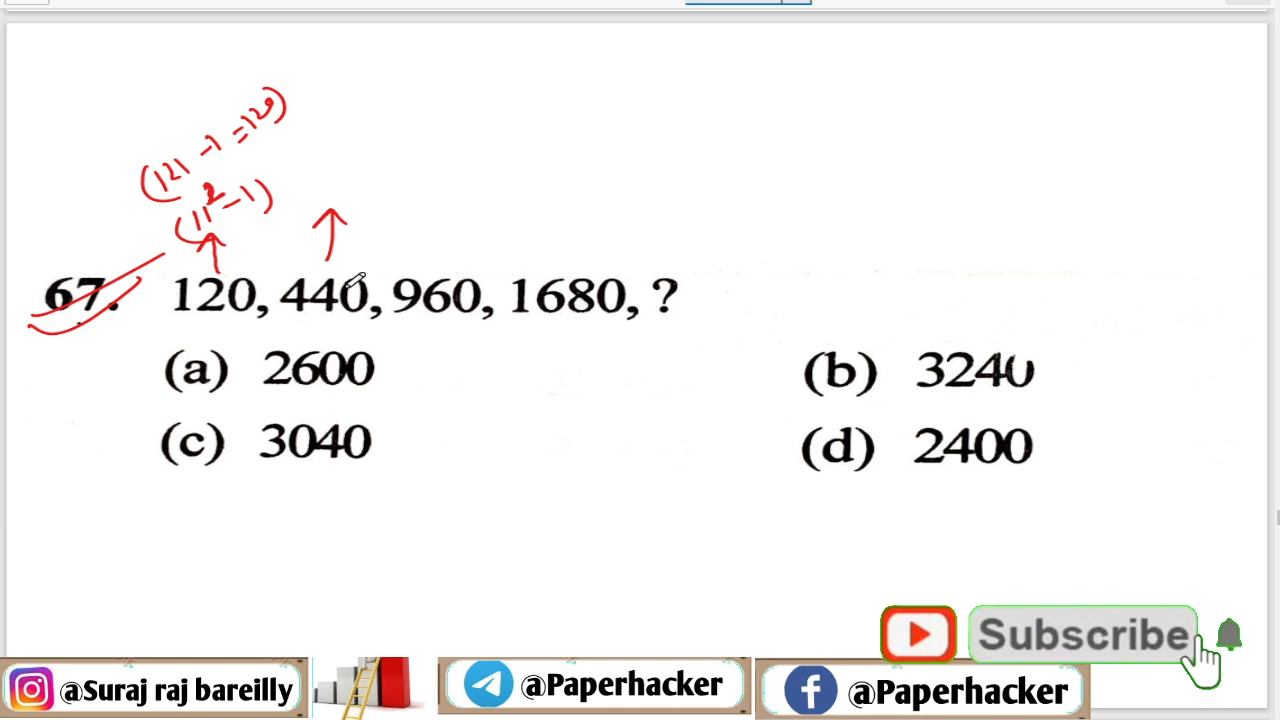 (121 -1 = 120)
(11² -1)
67. 120, 440, 960, 1680, ?
(a) 2600 (b) 3240
(c) 3040 (d) 2400
Subscribe
@Suraj raj bareilly @Paperhacker @Paperhacker